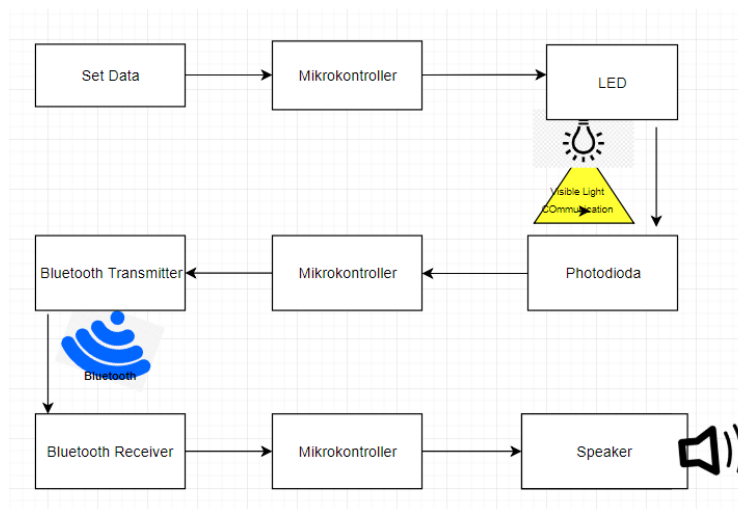 Set Data
Mikrokontroller
LED
Visible Light
COmmunication
Bluetooth Transmitter
Mikrokontroller
Photodioda
Bluetooth
Bluetooth Receiver
Mikrokontroller
Speaker